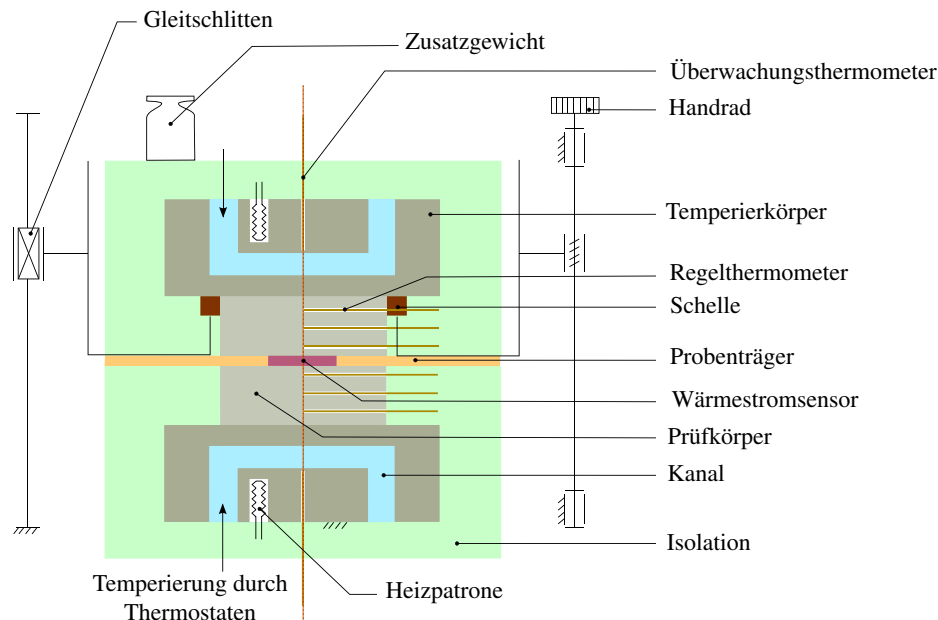 Gleitschlitten
Zusatzgewicht
Überwachungsthermometer
Handrad
Temperierkörper
Regelthermometer
Schelle
Probenträger
Wärmestromsensor
Prüfkörper
Kanal
Isolation
Temperierung durch
Thermostaten
Heizpatrone